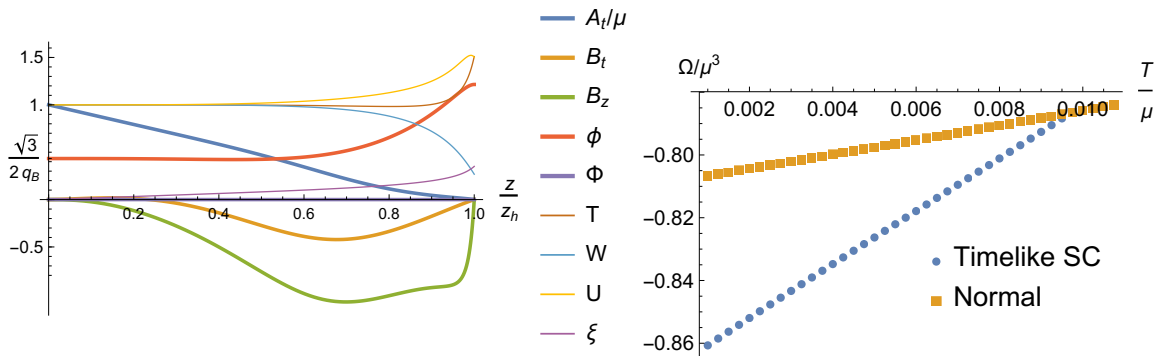 1.5
1.
√3
2 q_B
-0.5
0.2
0.4
0.6
0.8
1.0
z
z_h
A_t/μ
B_t
B_z
ϕ
Φ
T
W
U
ξ
Ω/μ³
T
μ
0.002
0.004
0.006
0.008
0.010
-0.80
-0.82
-0.84
-0.86
Timelike SC
Normal